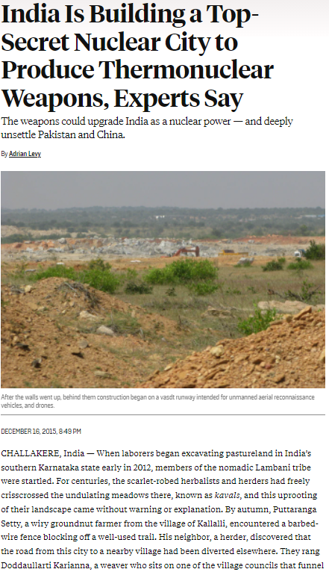 India Is Building a Top-
Secret Nuclear City to
Produce Thermonuclear
Weapons, Experts Say
The weapons could upgrade India as a nuclear power — and deeply
unsettle Pakistan and China.
By Adrian Levy
After the walls went up, behind them construction began on a vasdt runway intended for unmanned aerial reconnaissance
vehicles, and drones.
DECEMBER 16, 2015, 8:49 PM
CHALLAKERE, India — When laborers began excavating pastureland in India's
southern Karnataka state early in 2012, members of the nomadic Lambani tribe
were startled. For centuries, the scarlet-robed herbalists and herders had freely
crisscrossed the undulating meadows there, known as kavals, and this uprooting
of their landscape came without warning or explanation. By autumn, Puttaranga
Setty, a wiry groundnut farmer from the village of Kallalli, encountered a barbed-
wire fence blocking off a well-used trail. His neighbor, a herder, discovered that
the road from this city to a nearby village had been diverted elsewhere. They rang
Doddaullarti Karianna, a weaver who sits on one of the village councils that funnel